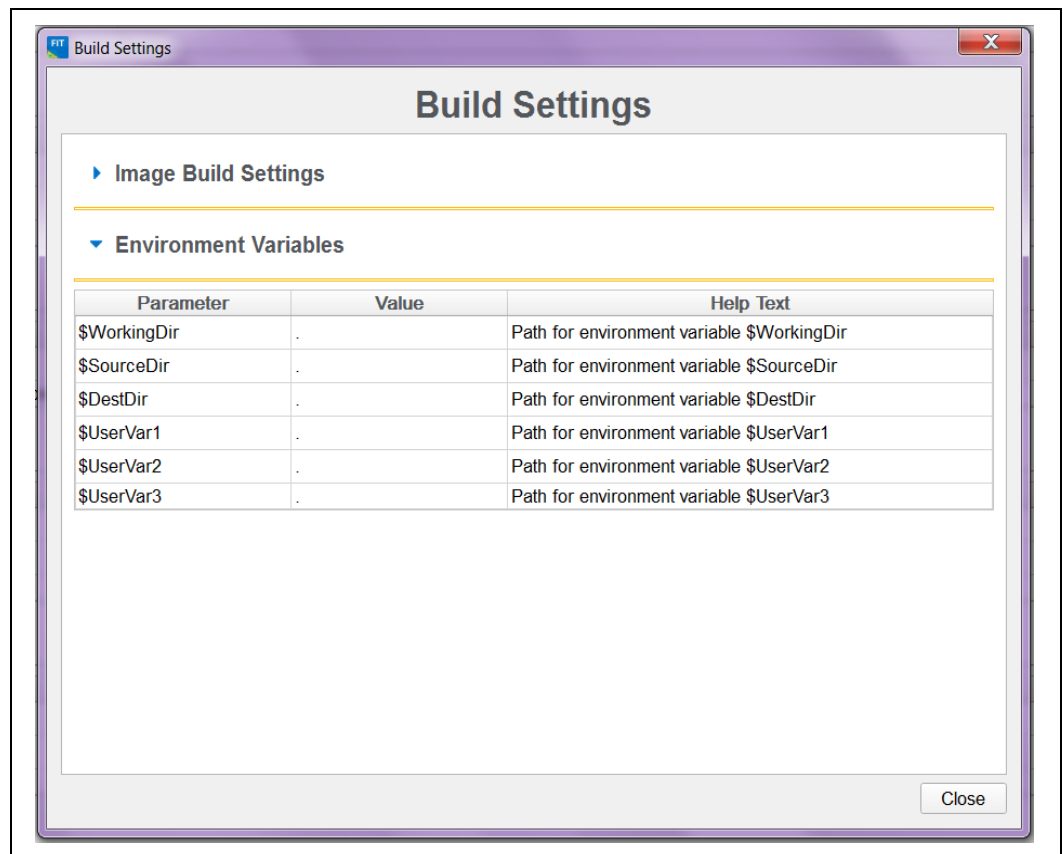 FIT Build Settings
X
Build Settings
Image Build Settings
Environment Variables
Parameter Value Help Text
$WorkingDir . Path for environment variable $WorkingDir
$SourceDir . Path for environment variable $SourceDir
$DestDir . Path for environment variable $DestDir
$UserVar1 . Path for environment variable $UserVar1
$UserVar2 . Path for environment variable $UserVar2
$UserVar3 . Path for environment variable $UserVar3
Close